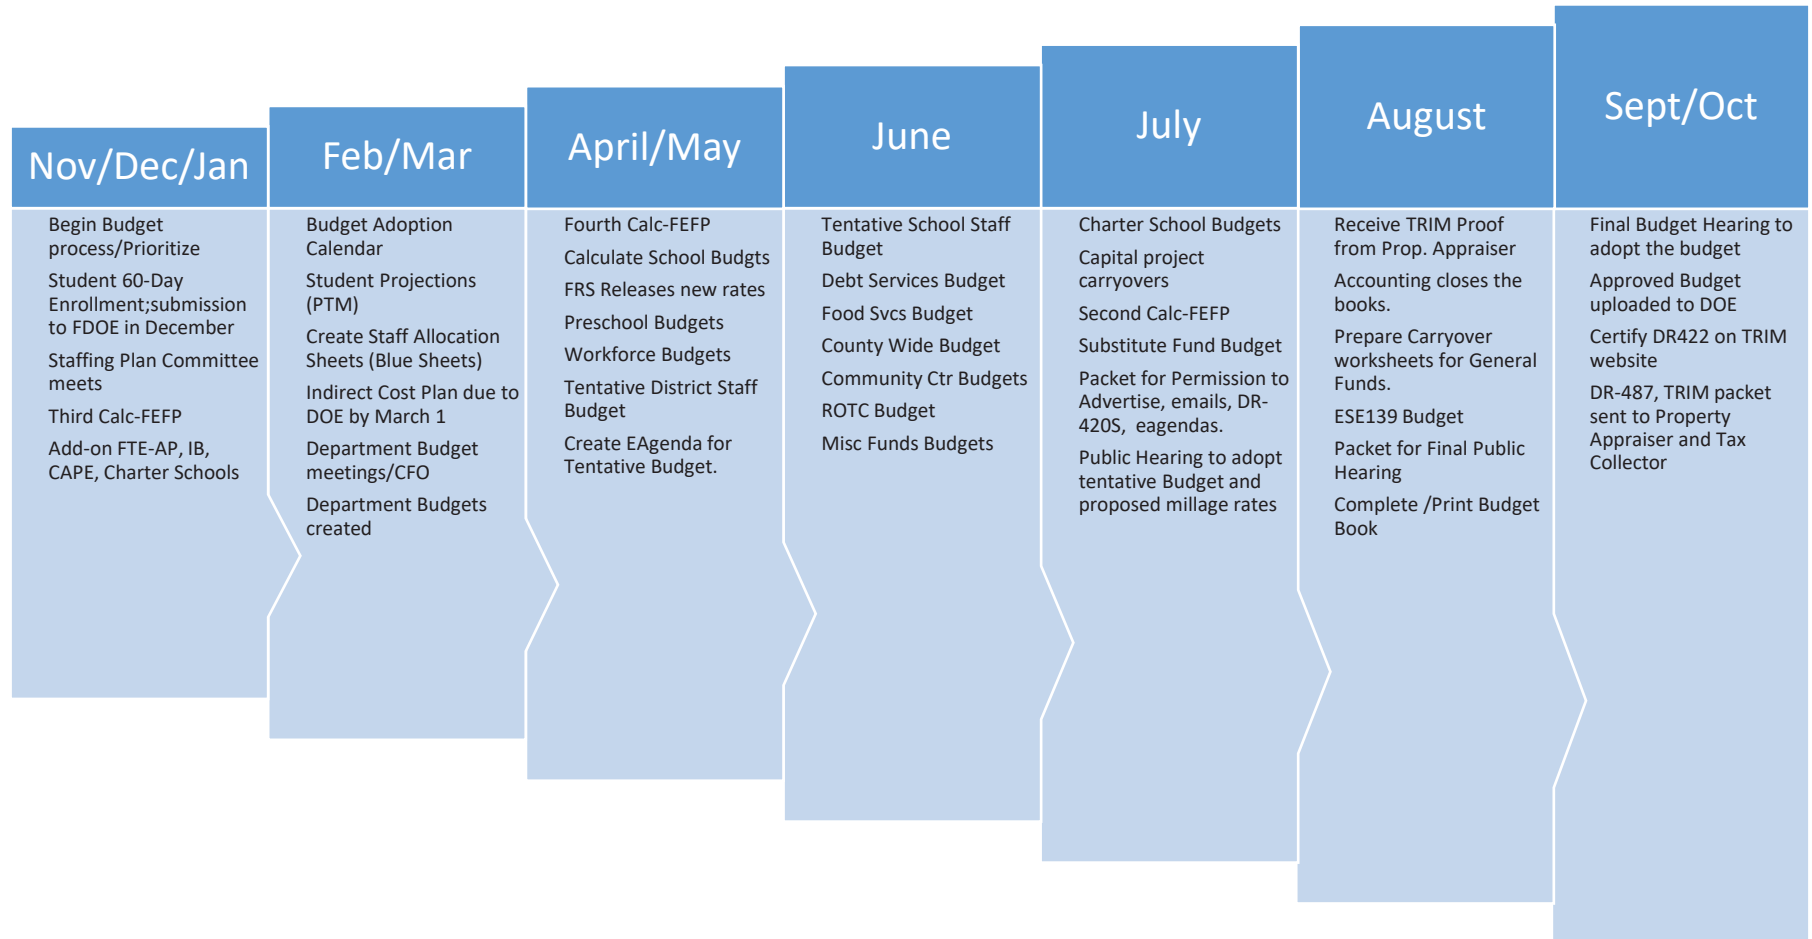 Nov/Dec/Jan
Begin Budget
process/Prioritize
Student 60-Day
Enrollment;submission
to FDOE in December
Staffing Plan Committee
meets
Third Calc-FEFP
Add-on FTE-AP, IB,
CAPE, Charter Schools
Feb/Mar
Budget Adoption
Calendar
Student Projections
(PTM)
Create Staff Allocation
Sheets (Blue Sheets)
Indirect Cost Plan due to
DOE by March 1
Department Budget
meetings/CFO
Department Budgets
created
April/May
Fourth Calc-FEFP
Calculate School Budgts
FRS Releases new rates
Preschool Budgets
Workforce Budgets
Tentative District Staff
Budget
Create EAgenda for
Tentative Budget.
June
Tentative School Staff
Budget
Debt Services Budget
Food Svcs Budget
County Wide Budget
Community Ctr Budgets
ROTC Budget
Misc Funds Budgets
July
Charter School Budgets
Capital project
carryovers
Second Calc-FEFP
Substitute Fund Budget
Packet for Permission to
Advertise, emails, DR-
420S, eagendas.
Public Hearing to adopt
tentative Budget and
proposed millage rates
August
Receive TRIM Proof
from Prop. Appraiser
Accounting closes the
books.
Prepare Carryover
worksheets for General
Funds.
ESE139 Budget
Packet for Final Public
Hearing
Complete /Print Budget
Book
Sept/Oct
Final Budget Hearing to
adopt the budget
Approved Budget
uploaded to DOE
Certify DR422 on TRIM
website
DR-487, TRIM packet
sent to Property
Appraiser and Tax
Collector